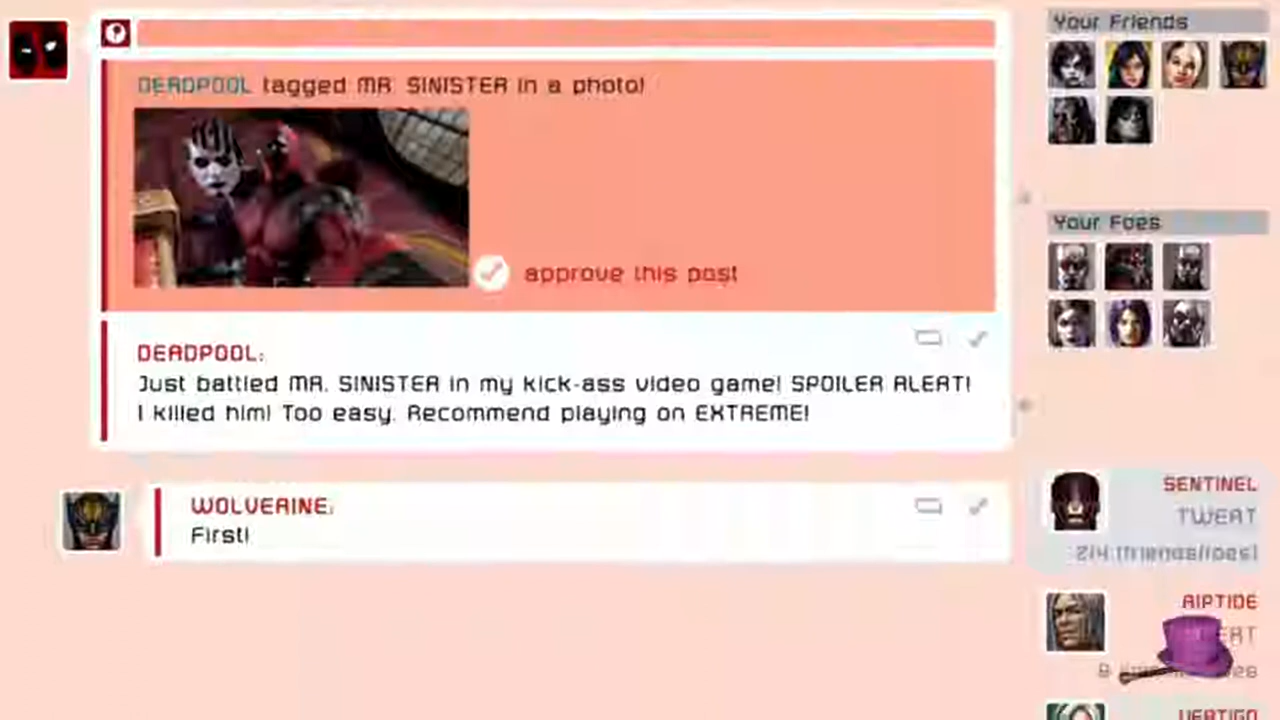 DEADPOOL tagged MR. SINISTER in a photo!
approve this post
DEADPOOL:
Just battled MR. SINISTER in my kick-ass video game! SPOILER ALERT!
I killed him! Too easy. Recommend playing on EXTREME!
WOLVERINE:
First!
Your Friends
Your Foes
SENTINEL
TWEAT
214 (friends/foes)
RIPTIDE
VERTIGO